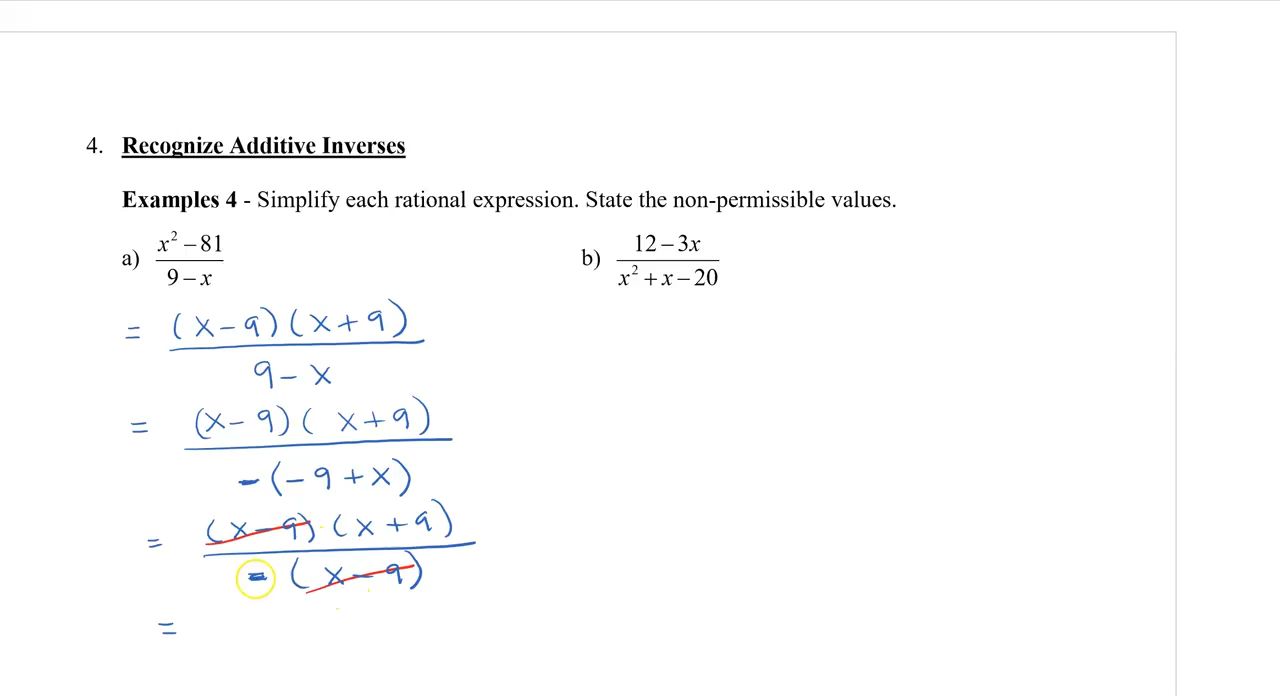 4. Recognize Additive Inverses
Examples 4 - Simplify each rational expression. State the non-permissible values.
a) x² – 81 / 9 – x
b) 12 – 3x / x² + x – 20
= (x – 9)(x + 9) / 9 – x
= (x – 9)(x + 9) / -(-9 + x)
= (x – 9)(x + 9) / -(x – 9)
=